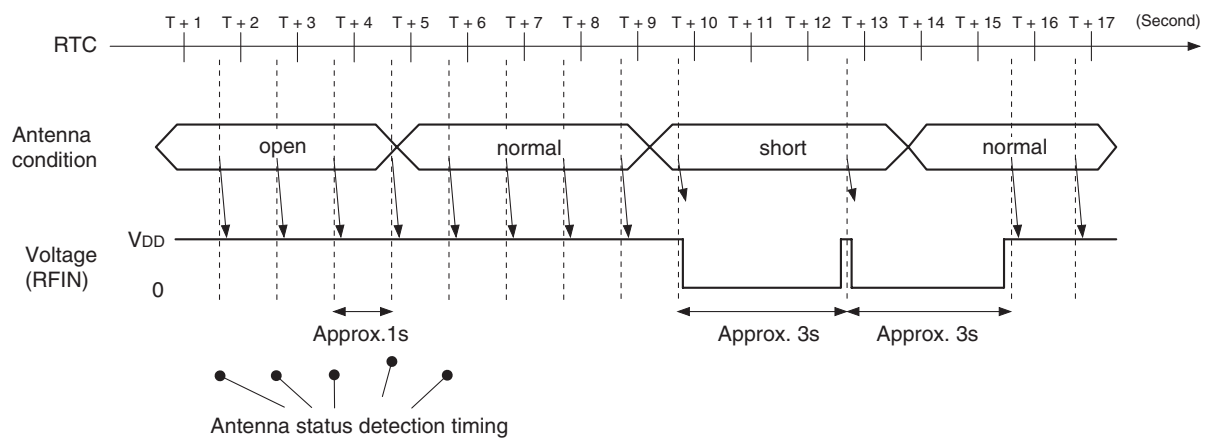 T + 1 T + 2 T + 3 T + 4 T + 5 T + 6 T + 7 T + 8 T + 9 T + 10 T + 11 T + 12 T + 13 T + 14 T + 15 T + 16 T + 17 (Second)
RTC
Antenna
condition
open normal short normal
VDD
Voltage
(RFIN)
0
Approx.1s Approx. 3s Approx. 3s
Antenna status detection timing